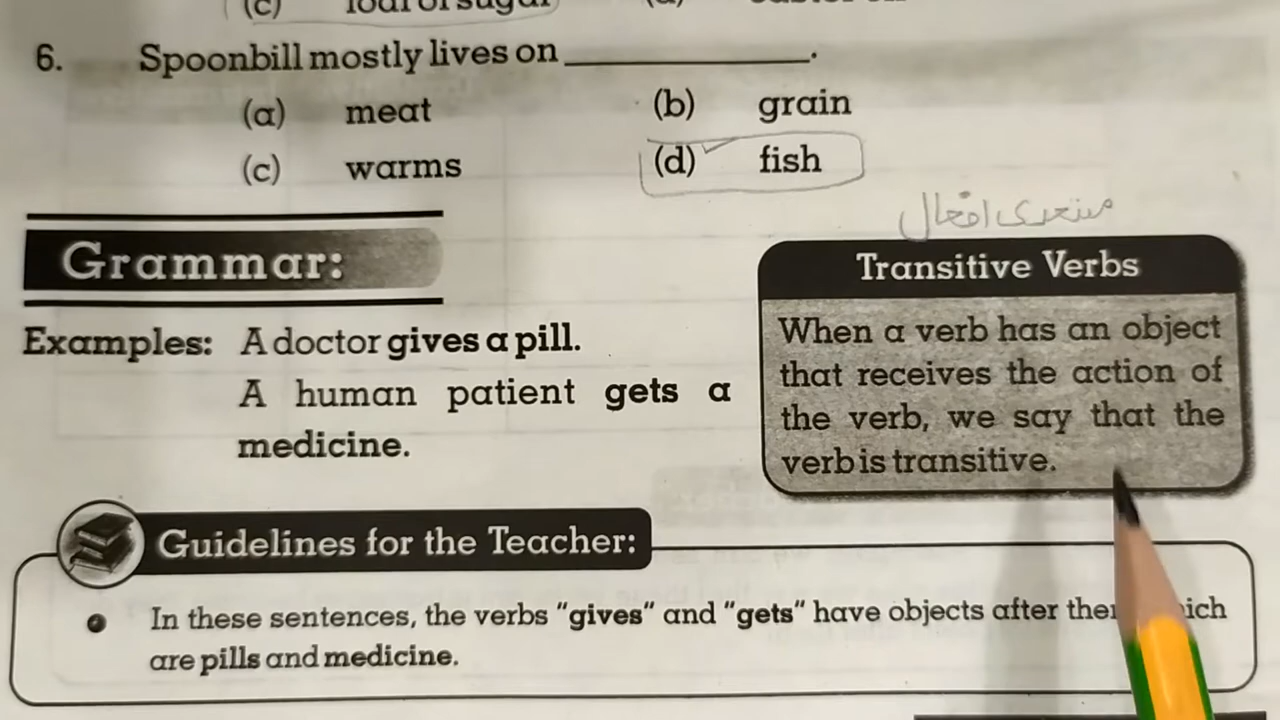 (c) loaf of sugar
6. Spoonbill mostly lives on ____________.
(a) meat (b) grain
(c) warms (d) fish
متعدی افعال
Grammar:
Transitive Verbs
When a verb has an object
that receives the action of
the verb, we say that the
verb is transitive.
Examples: A doctor gives a pill.
A human patient gets a
medicine.
Guidelines for the Teacher:
In these sentences, the verbs "gives" and "gets" have objects after
are pills and medicine.